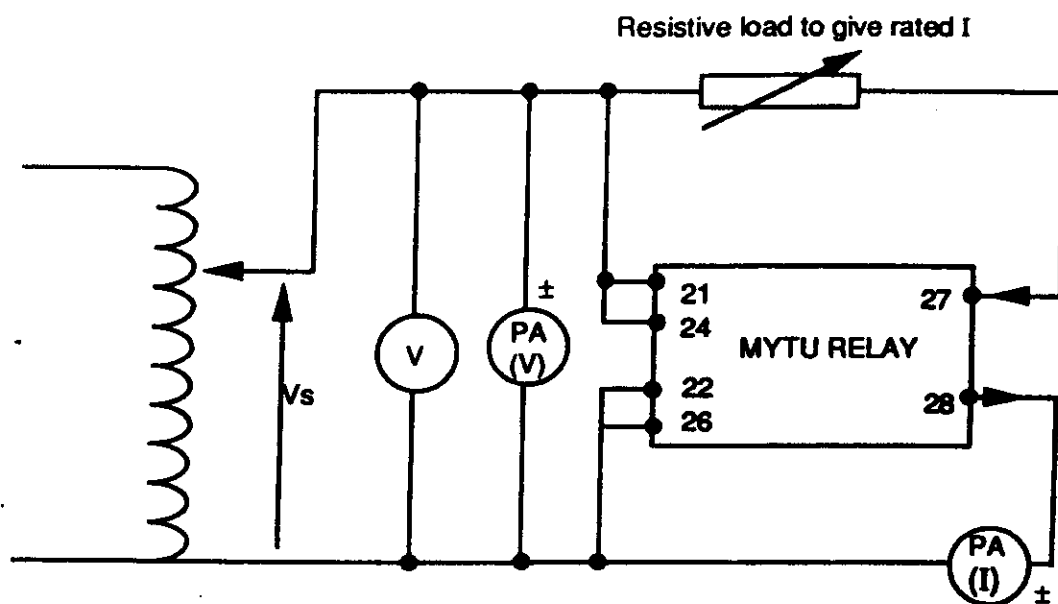 Resistive load to give rated I
±
21
27
24
PA
(V)
V
MYTU RELAY
Vs
22
28
26
PA
(I)
±